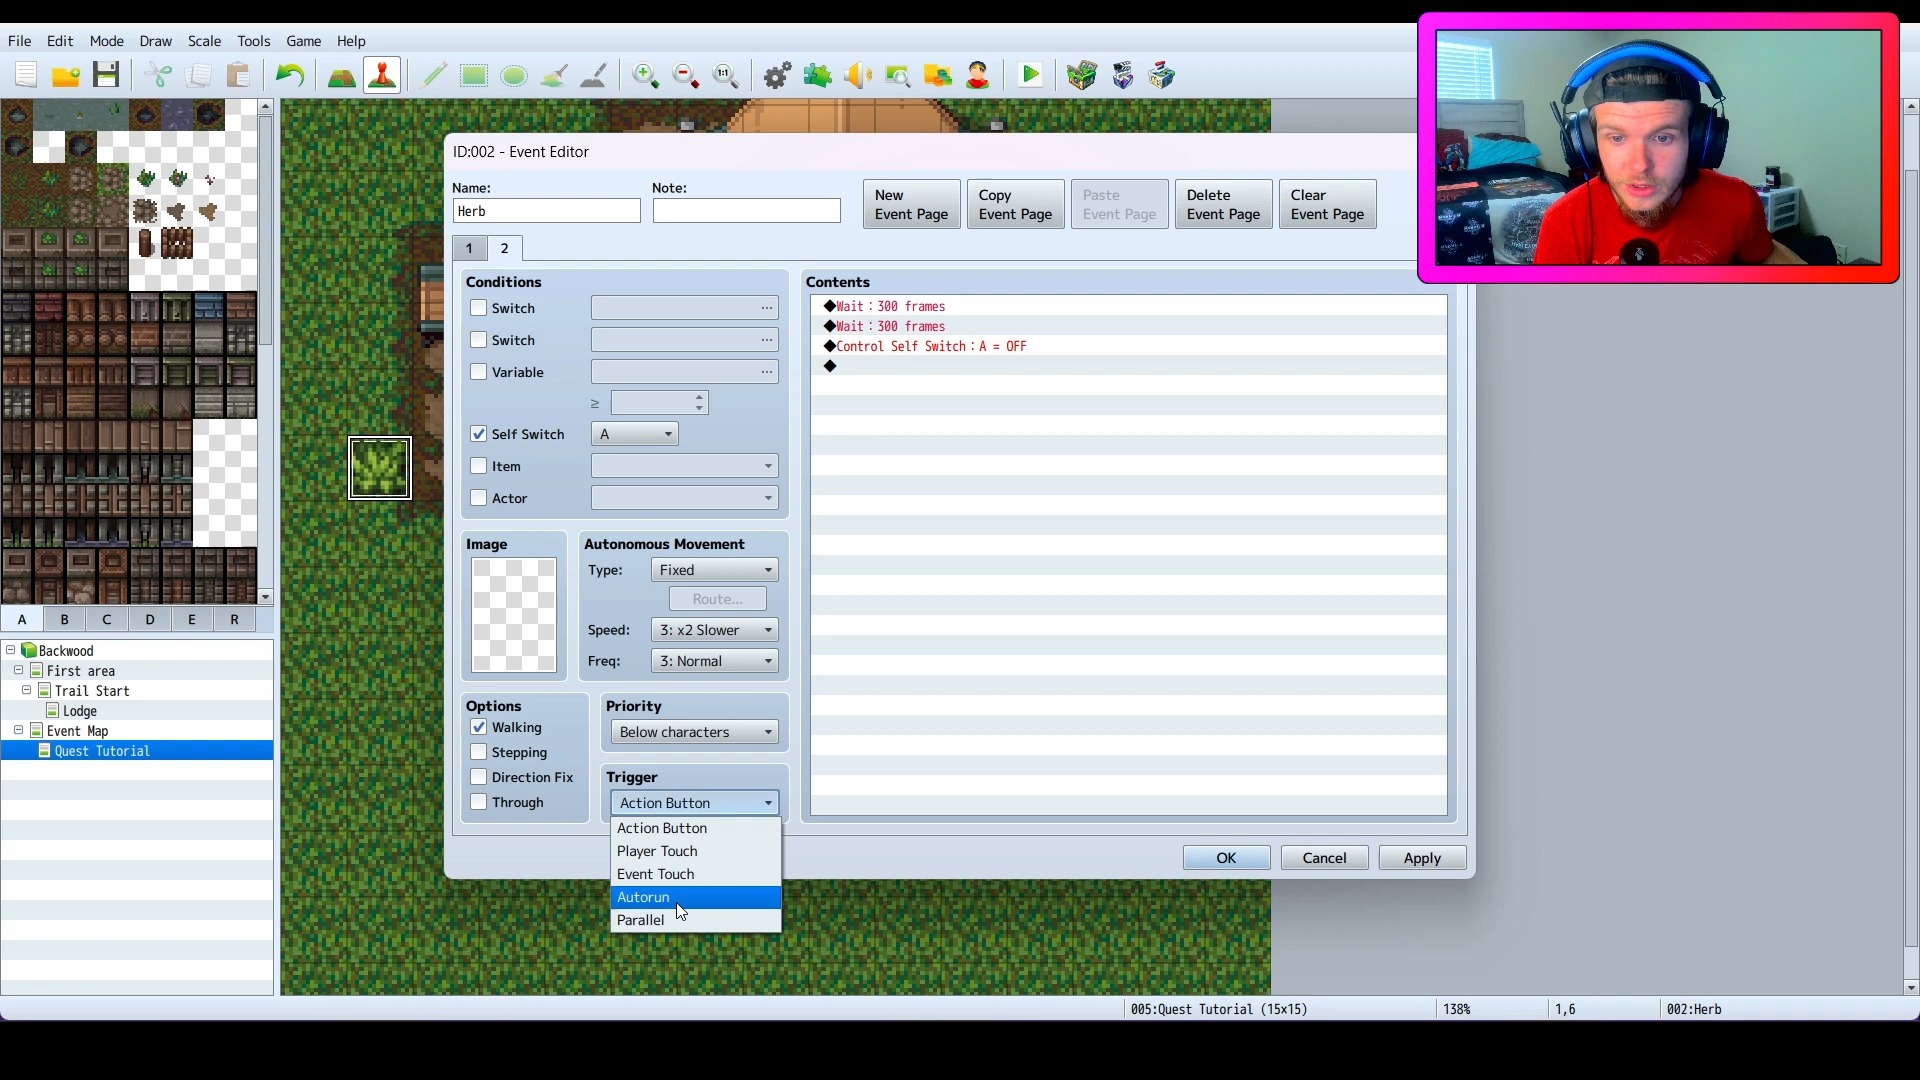 File Edit Mode Draw Scale Tools Game Help
1:1
ID:002 - Event Editor
Name:
Note:
Herb
New Event Page
Copy Event Page
Paste Event Page
Delete Event Page
Clear Event Page
1 2
Conditions
Switch ...
Switch ...
Variable ...
≥
Self Switch A
Item
Actor
Image
Autonomous Movement
Type: Fixed
Route...
Speed: 3: x2 Slower
Freq: 3: Normal
Options
Walking
Stepping
Direction Fix
Through
Priority
Below characters
Trigger
Action Button
Action Button
Player Touch
Event Touch
Autorun
Parallel
Contents
◆Wait : 300 frames
◆Wait : 300 frames
◆Control Self Switch : A = OFF
◆
OK Cancel Apply
A B C D E R
Backwood
First area
Trail Start
Lodge
Event Map
Quest Tutorial
005:Quest Tutorial (15x15) 138% 1,6 002:Herb